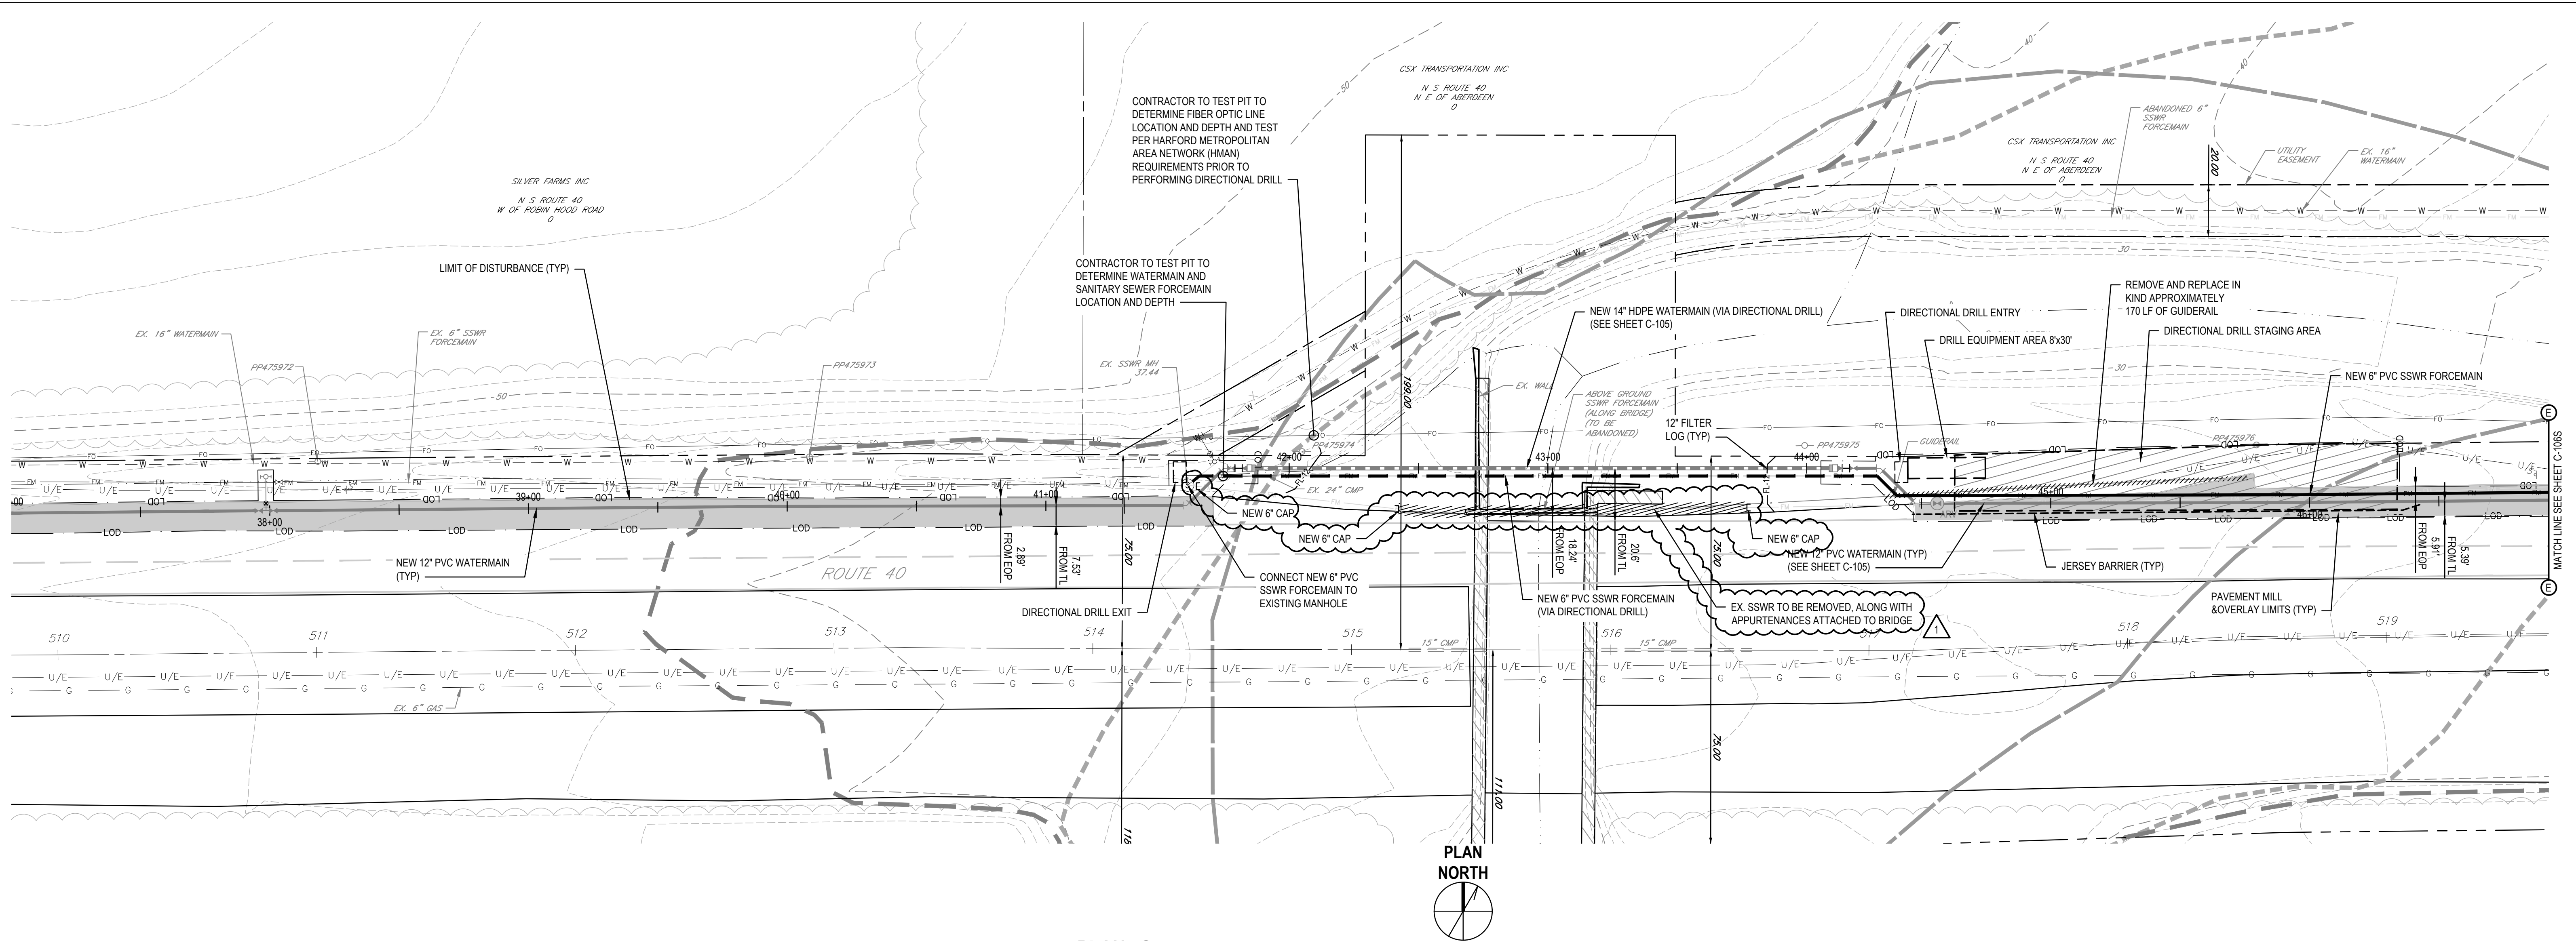 CSX TRANSPORTATION INC
N S ROUTE 40
N E OF ABERDEEN
0
CONTRACTOR TO TEST PIT TO
DETERMINE FIBER OPTIC LINE
LOCATION AND DEPTH AND TEST
PER HARFORD METROPOLITAN
AREA NETWORK (HMAN)
REQUIREMENTS PRIOR TO
PERFORMING DIRECTIONAL DRILL
SILVER FARMS INC
N S ROUTE 40
W OF ROBIN HOOD ROAD
0
ABANDONED 6"
SSWR
FORCEMAIN
CSX TRANSPORTATION INC
N S ROUTE 40
N E OF ABERDEEN
0
20.00
UTILITY
EASEMENT
EX. 16"
WATERMAIN
40
40
50
30
LIMIT OF DISTURBANCE (TYP)
CONTRACTOR TO TEST PIT TO
DETERMINE WATERMAIN AND
SANITARY SEWER FORCEMAIN
LOCATION AND DEPTH
EX. 16" WATERMAIN
EX. 6" SSWR
FORCEMAIN
PP475972
PP475973
EX. SSWR MH
37.44
199.00
NEW 14" HDPE WATERMAIN (VIA DIRECTIONAL DRILL)
(SEE SHEET C-105)
DIRECTIONAL DRILL ENTRY
REMOVE AND REPLACE IN
KIND APPROXIMATELY
170 LF OF GUIDERAIL
DIRECTIONAL DRILL STAGING AREA
DRILL EQUIPMENT AREA 8'x30'
30
NEW 6" PVC SSWR FORCEMAIN
EX. WALL
ABOVE GROUND
SSWR FORCEMAIN
(ALONG BRIDGE)
(TO BE
ABANDONED)
12" FILTER
LOG (TYP)
50
PP475974
PP475975
GUIDERAIL
PP475976
FL-12
FL-12
EX. 24" CMP
38+00
39+00
40+00
41+00
42+00
43+00
44+00
45+00
46+00
LOD
FO
W
FM
U/E
G
NEW 6" CAP
NEW 6" CAP
NEW 6" CAP
NEW 12" PVC WATERMAIN
(TYP)
ROUTE 40
2.89'
FROM EOP
7.53'
FROM TL
75.00
CONNECT NEW 6" PVC
SSWR FORCEMAIN TO
EXISTING MANHOLE
DIRECTIONAL DRILL EXIT
18.24'
FROM EOP
20.6'
FROM TL
NEW 6" PVC SSWR FORCEMAIN
(VIA DIRECTIONAL DRILL)
75.00
NEW 12" PVC WATERMAIN (TYP)
(SEE SHEET C-105)
JERSEY BARRIER (TYP)
EX. SSWR TO BE REMOVED, ALONG WITH
APPURTENANCES ATTACHED TO BRIDGE
1
PAVEMENT MILL
&OVERLAY LIMITS (TYP)
5.91'
FROM EOP
5.39'
FROM TL
E
MATCH LINE SEE SHEET C-106S
E
510
511
512
513
514
515
516
517
518
519
15" CMP
15" CMP
EX. 6" GAS
75.00
111.00
PLAN
NORTH